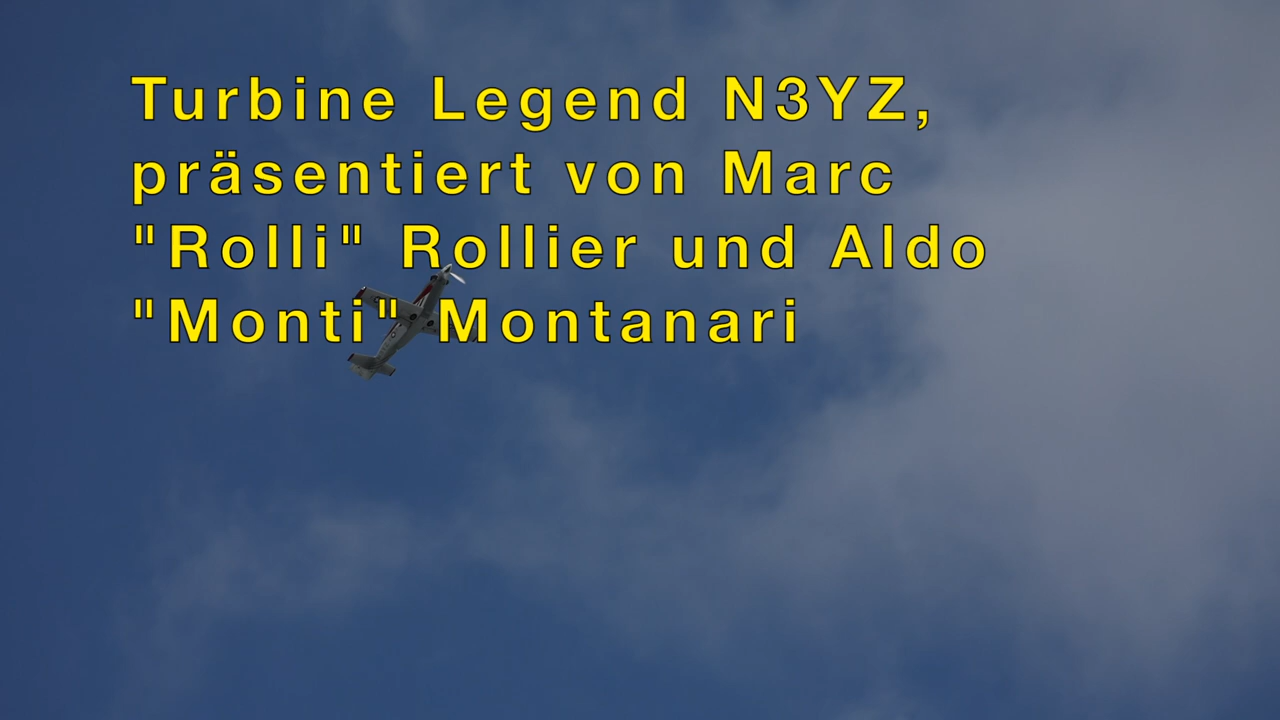 Turbine Legend N3YZ,
präsentiert von Marc
"Rolli" Rollier und Aldo
"Monti" Montanari